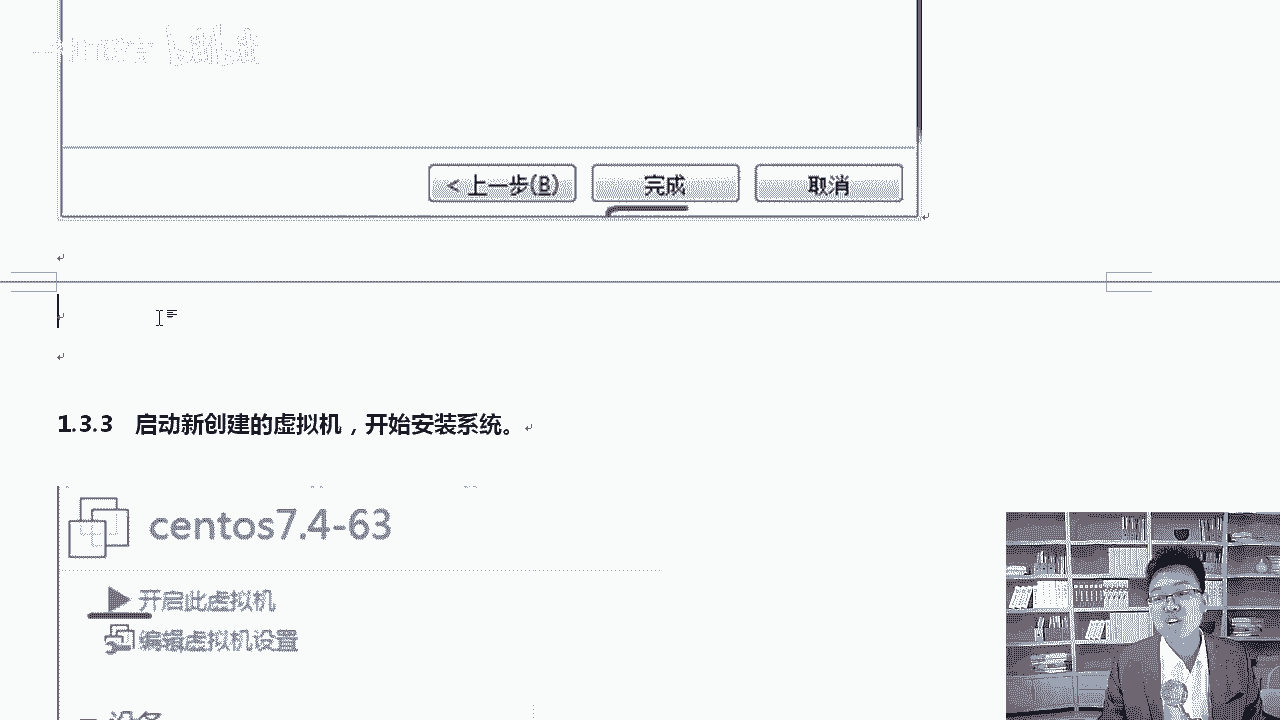 < 上一步(B)
完成
取消
1.3.3 启动新创建的虚拟机，开始安装系统。
centos7.4-63
开启此虚拟机
编辑虚拟机设置
设备